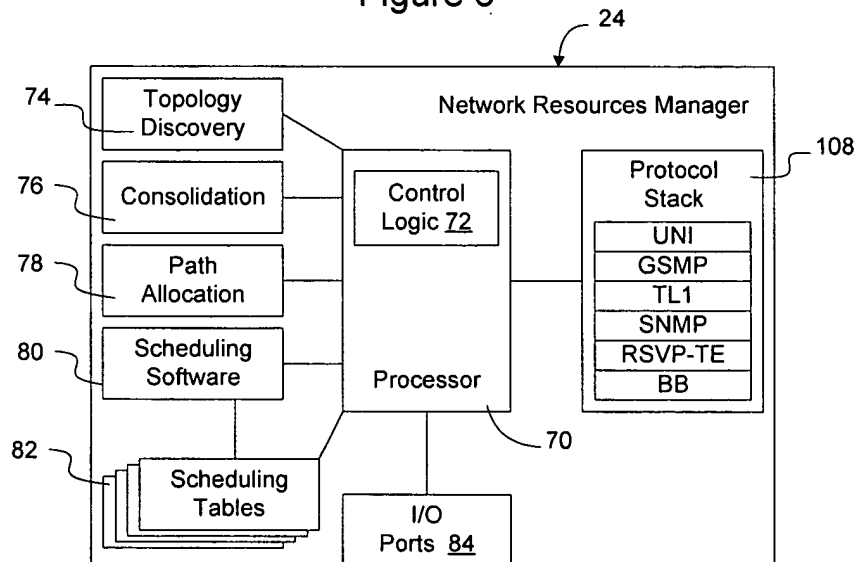 24
74
Topology
Discovery
Network Resources Manager
108
76
Consolidation
Control
Logic 72
Protocol
Stack
UNI
GSMP
TL1
SNMP
RSVP-TE
BB
78
Path
Allocation
80
Scheduling
Software
Processor
70
82
Scheduling
Tables
I/O
Ports 84